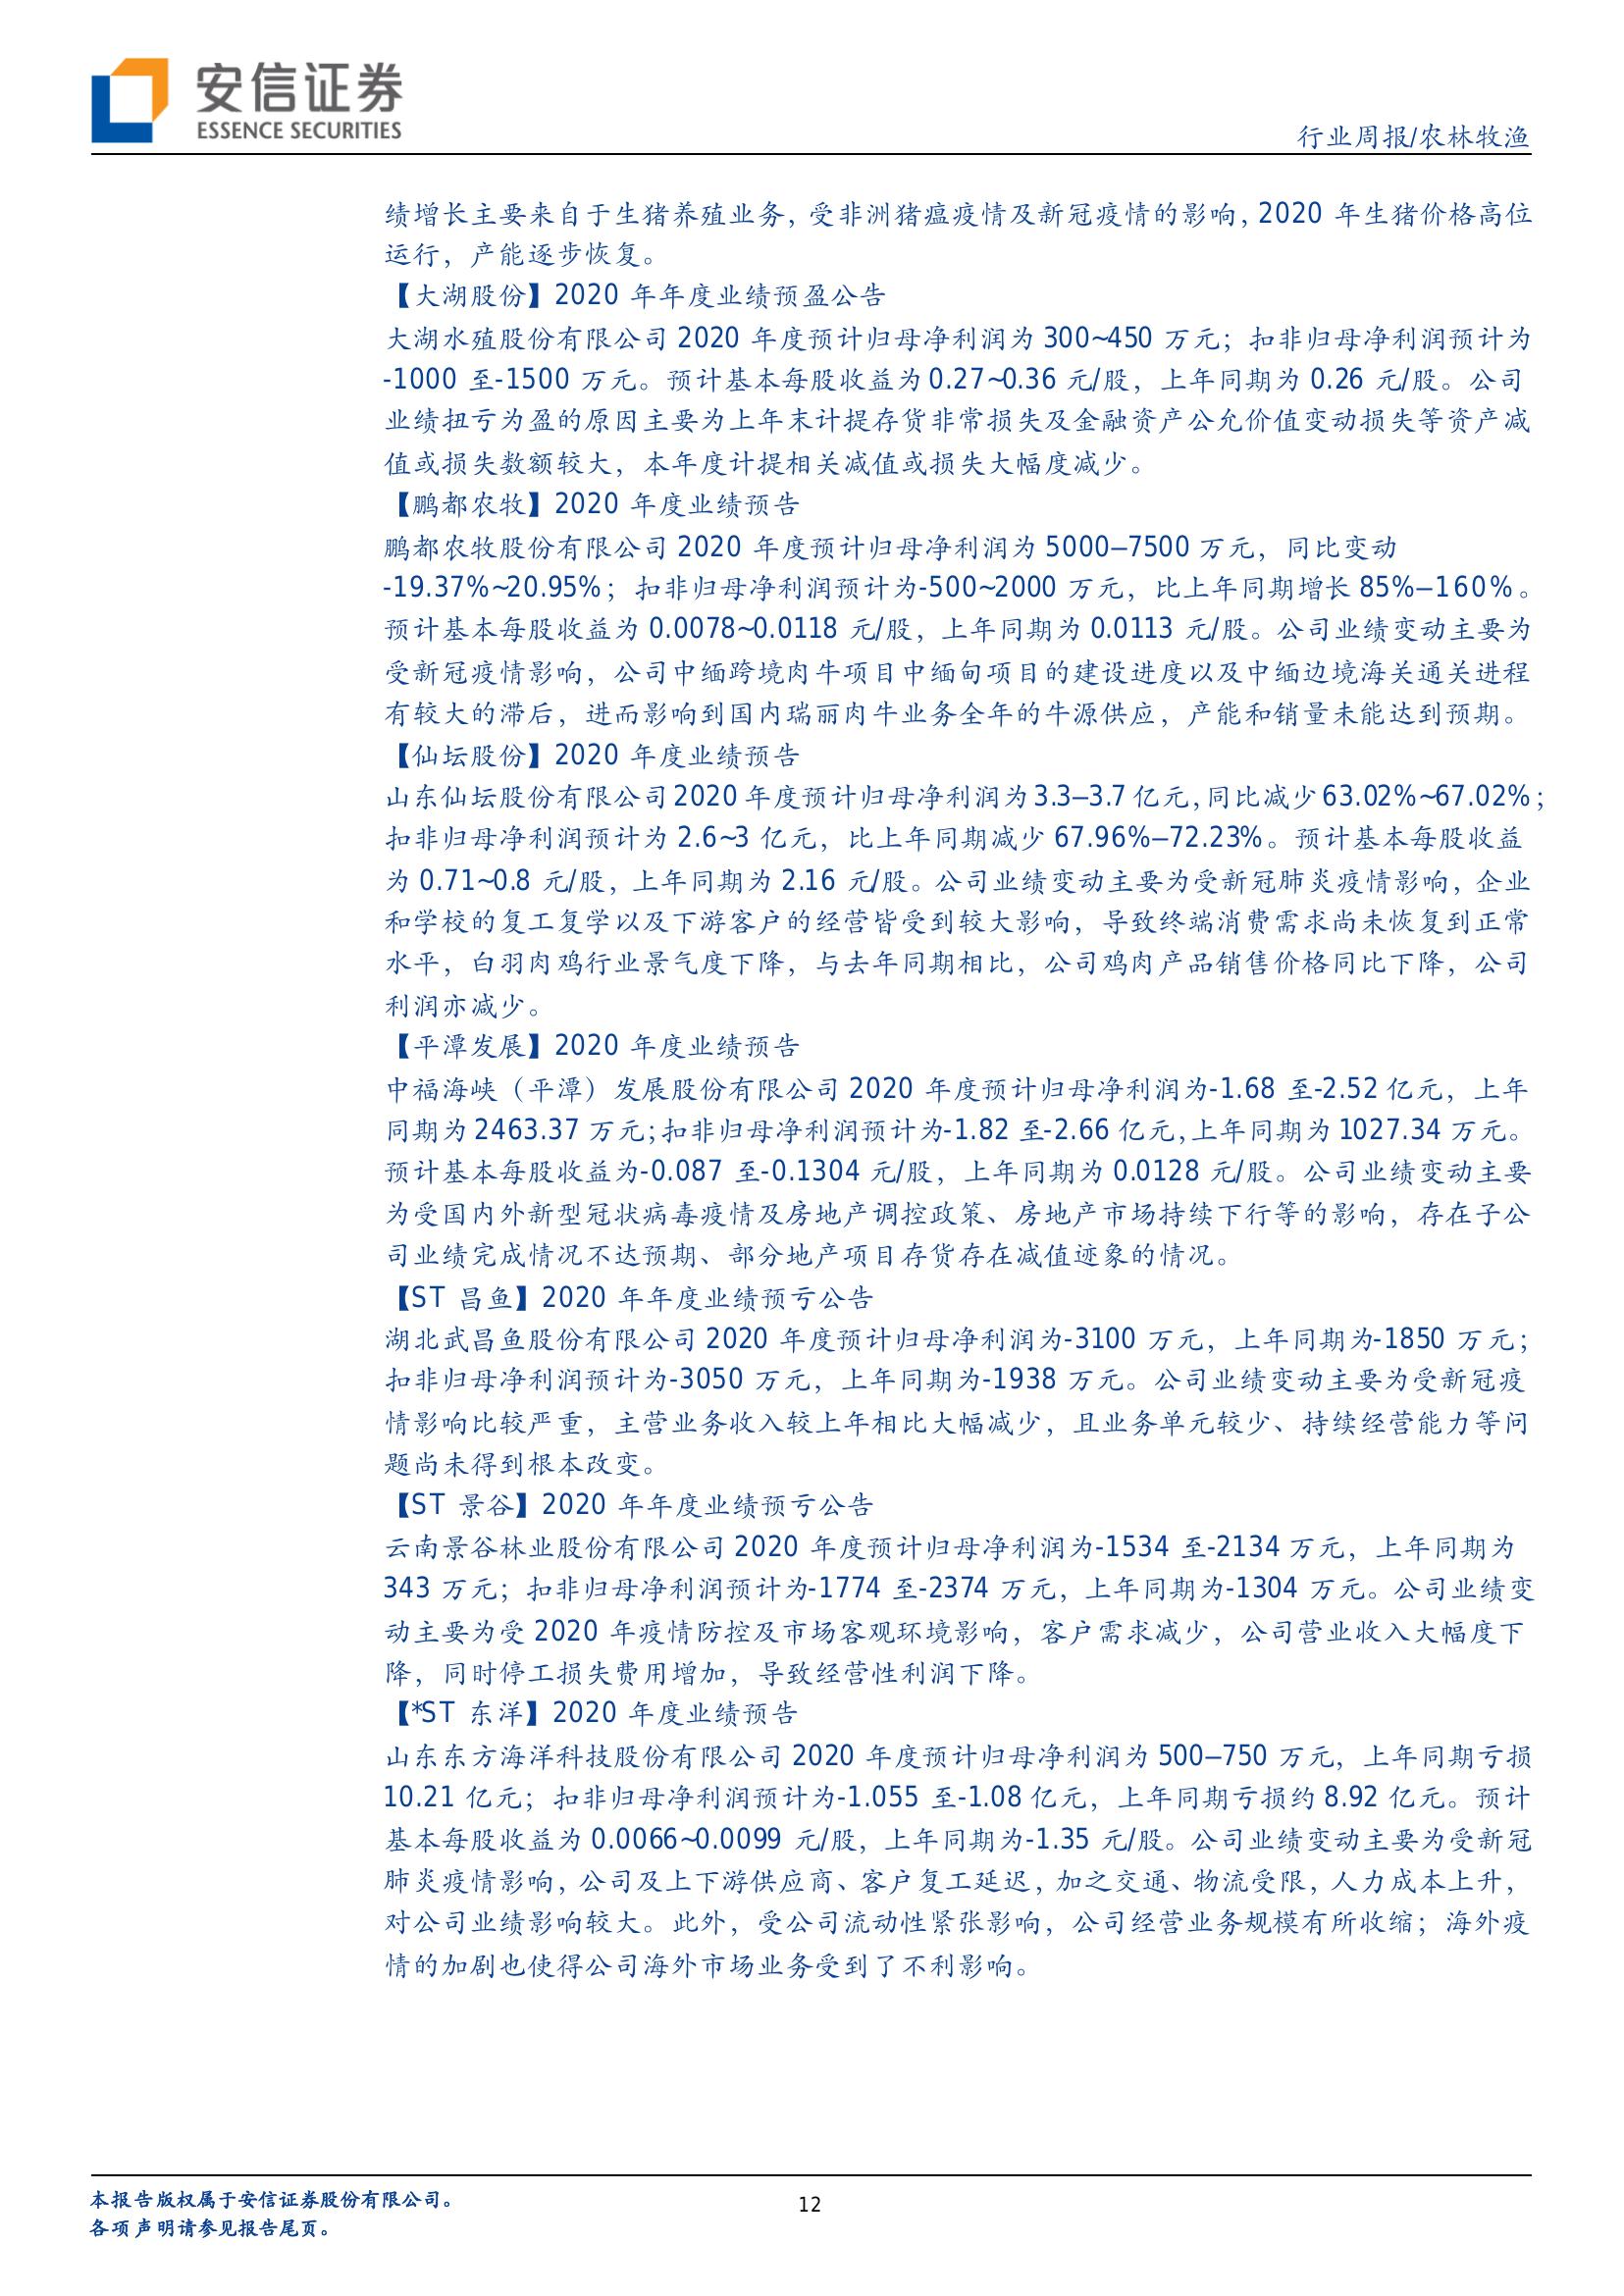 安信证券
ESSENCE SECURITIES
行业周报/农林牧渔
绩增长主要来自于生猪养殖业务，受非洲猪瘟疫情及新冠疫情的影响，2020 年生猪价格高位
运行，产能逐步恢复。
【大湖股份】2020 年年度业绩预盈公告
大湖水殖股份有限公司 2020 年度预计归母净利润为 300~450 万元；扣非归母净利润预计为
-1000 至-1500 万元。预计基本每股收益为 0.27~0.36 元/股，上年同期为 0.26 元/股。公司
业绩扭亏为盈的原因主要为上年末计提存货非常损失及金融资产公允价值变动损失等资产减
值或损失数额较大，本年度计提相关减值或损失大幅度减少。
【鹏都农牧】2020 年度业绩预告
鹏都农牧股份有限公司 2020 年度预计归母净利润为 5000–7500 万元，同比变动
-19.37%~20.95%；扣非归母净利润预计为-500~2000 万元，比上年同期增长 85%–160%。
预计基本每股收益为 0.0078~0.0118 元/股，上年同期为 0.0113 元/股。公司业绩变动主要为
受新冠疫情影响，公司中缅跨境肉牛项目中缅甸项目的建设进度以及中缅边境海关通关进程
有较大的滞后，进而影响到国内瑞丽肉牛业务全年的牛源供应，产能和销量未能达到预期。
【仙坛股份】2020 年度业绩预告
山东仙坛股份有限公司 2020 年度预计归母净利润为 3.3–3.7 亿元，同比减少 63.02%~67.02%；
扣非归母净利润预计为 2.6~3 亿元，比上年同期减少 67.96%–72.23%。预计基本每股收益
为 0.71~0.8 元/股，上年同期为 2.16 元/股。公司业绩变动主要为受新冠肺炎疫情影响，企业
和学校的复工复学以及下游客户的经营皆受到较大影响，导致终端消费需求尚未恢复到正常
水平，白羽肉鸡行业景气度下降，与去年同期相比，公司鸡肉产品销售价格同比下降，公司
利润亦减少。
【平潭发展】2020 年度业绩预告
中福海峡（平潭）发展股份有限公司 2020 年度预计归母净利润为-1.68 至-2.52 亿元，上年
同期为 2463.37 万元；扣非归母净利润预计为-1.82 至-2.66 亿元，上年同期为 1027.34 万元。
预计基本每股收益为-0.087 至-0.1304 元/股，上年同期为 0.0128 元/股。公司业绩变动主要
为受国内外新型冠状病毒疫情及房地产调控政策、房地产市场持续下行等的影响，存在子公
司业绩完成情况不达预期、部分地产项目存货存在减值迹象的情况。
【ST 昌鱼】2020 年年度业绩预亏公告
湖北武昌鱼股份有限公司 2020 年度预计归母净利润为-3100 万元，上年同期为-1850 万元；
扣非归母净利润预计为-3050 万元，上年同期为-1938 万元。公司业绩变动主要为受新冠疫
情影响比较严重，主营业务收入较上年相比大幅减少，且业务单元较少、持续经营能力等问
题尚未得到根本改变。
【ST 景谷】2020 年年度业绩预亏公告
云南景谷林业股份有限公司 2020 年度预计归母净利润为-1534 至-2134 万元，上年同期为
343 万元；扣非归母净利润预计为-1774 至-2374 万元，上年同期为-1304 万元。公司业绩变
动主要为受 2020 年疫情防控及市场客观环境影响，客户需求减少，公司营业收入大幅度下
降，同时停工损失费用增加，导致经营性利润下降。
【*ST 东洋】2020 年度业绩预告
山东东方海洋科技股份有限公司 2020 年度预计归母净利润为 500–750 万元，上年同期亏损
10.21 亿元；扣非归母净利润预计为-1.055 至-1.08 亿元，上年同期亏损约 8.92 亿元。预计
基本每股收益为 0.0066~0.0099 元/股，上年同期为-1.35 元/股。公司业绩变动主要为受新冠
肺炎疫情影响，公司及上下游供应商、客户复工延迟，加之交通、物流受限，人力成本上升，
对公司业绩影响较大。此外，受公司流动性紧张影响，公司经营业务规模有所收缩；海外疫
情的加剧也使得公司海外市场业务受到了不利影响。
本报告版权属于安信证券股份有限公司。
各项声明请参见报告尾页。
12